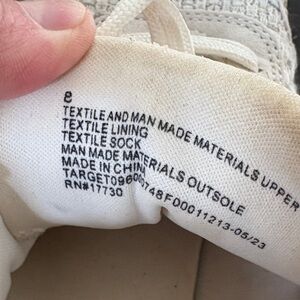 8
TEXTILE AND MAN MADE MATERIALS UPPER
TEXTILE LINING
TEXTILE SOCK
MAN MADE MATERIALS OUTSOLE
MADE IN CHINA
RN#17730